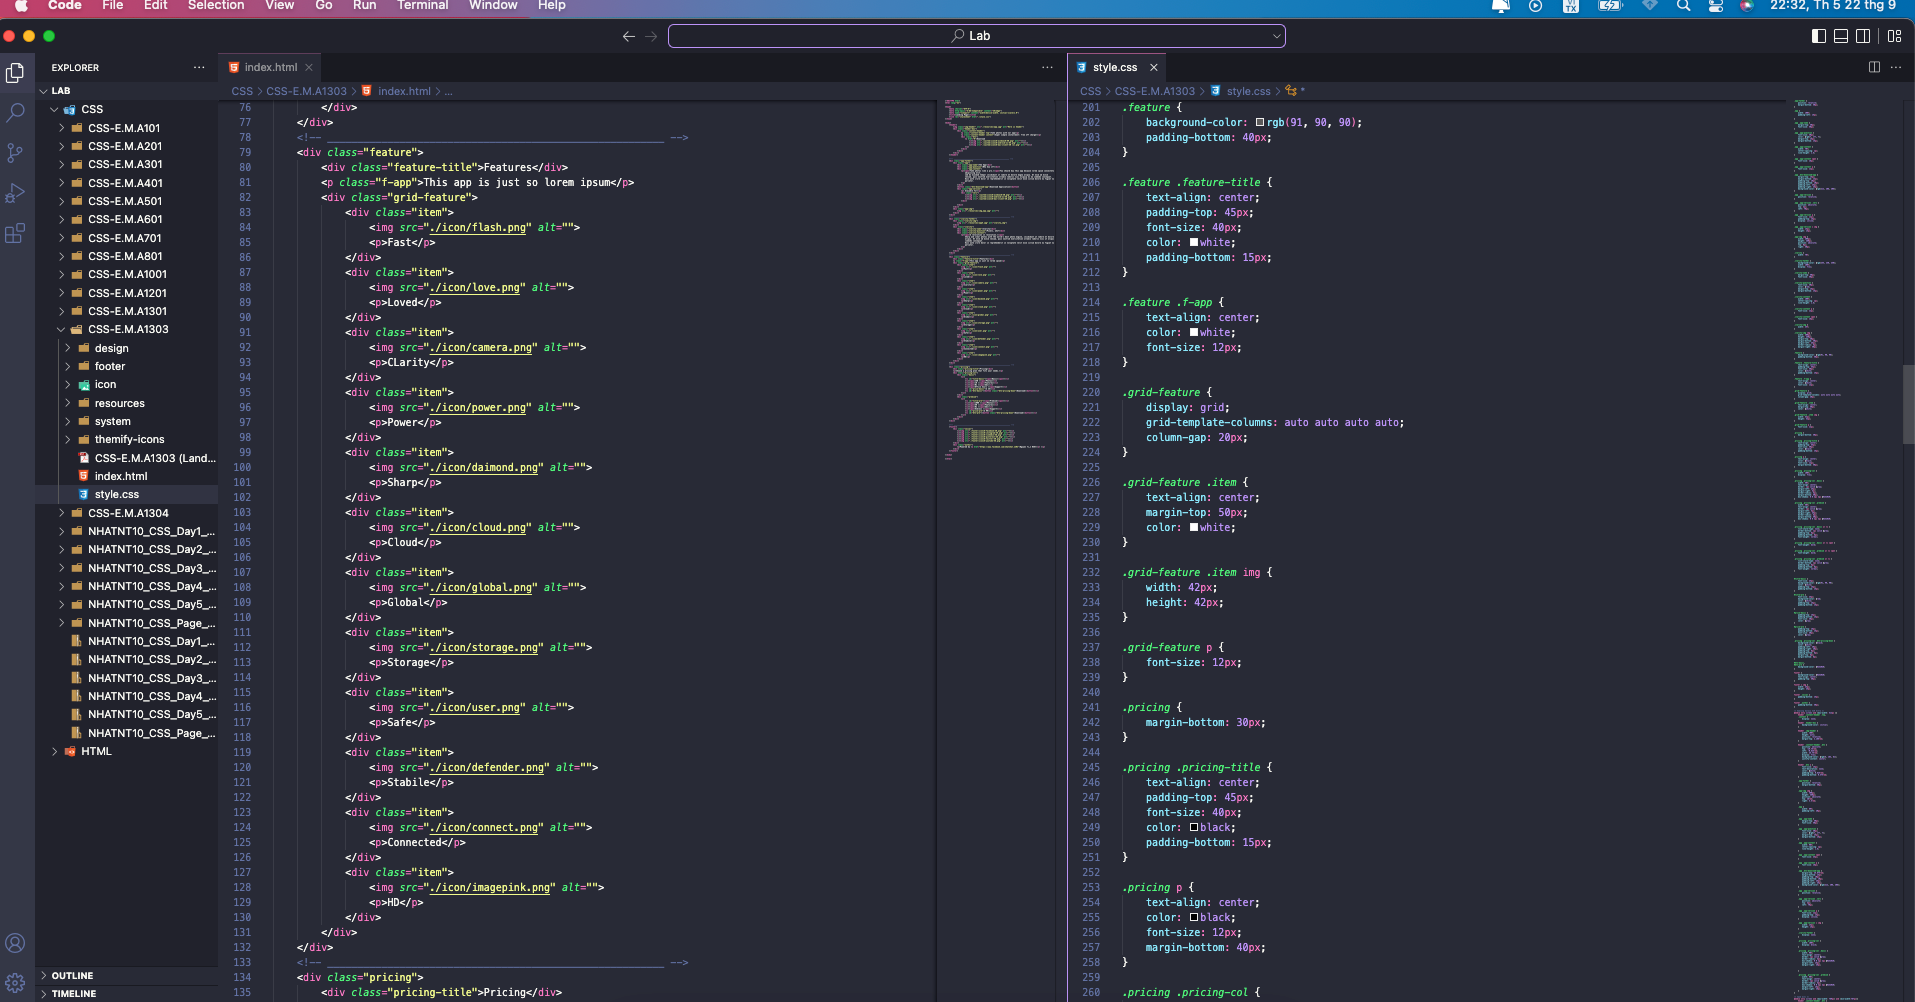 Code File Edit Selection View Go Run Terminal Window Help
22:32, Th 5 22 thg 9
Lab
EXPLORER
LAB
CSS
CSS-E.M.A101
CSS-E.M.A201
CSS-E.M.A301
CSS-E.M.A401
CSS-E.M.A501
CSS-E.M.A601
CSS-E.M.A701
CSS-E.M.A801
CSS-E.M.A1001
CSS-E.M.A1201
CSS-E.M.A1301
CSS-E.M.A1303
design
footer
icon
resources
system
themify-icons
CSS-E.M.A1303 (Land...
index.html
style.css
CSS-E.M.A1304
NHATNT10_CSS_Day1_...
NHATNT10_CSS_Day2_...
NHATNT10_CSS_Day3_...
NHATNT10_CSS_Day4_...
NHATNT10_CSS_Day5_...
NHATNT10_CSS_Page_...
NHATNT10_CSS_Day1_...
NHATNT10_CSS_Day2_...
NHATNT10_CSS_Day3_...
NHATNT10_CSS_Day4_...
NHATNT10_CSS_Day5_...
NHATNT10_CSS_Page_...
HTML
OUTLINE
TIMELINE
index.html
CSS > CSS-E.M.A1303 > index.html > ...
76 </div>
77 </div>
78 <!-- ________________________________________________________ -->
79 <div class="feature">
80 <div class="feature-title">Features</div>
81 <p class="f-app">This app is just so lorem ipsum</p>
82 <div class="grid-feature">
83 <div class="item">
84 <img src="./icon/flash.png" alt="">
85 <p>Fast</p>
86 </div>
87 <div class="item">
88 <img src="./icon/love.png" alt="">
89 <p>Loved</p>
90 </div>
91 <div class="item">
92 <img src="./icon/camera.png" alt="">
93 <p>CLarity</p>
94 </div>
95 <div class="item">
96 <img src="./icon/power.png" alt="">
97 <p>Power</p>
98 </div>
99 <div class="item">
100 <img src="./icon/daimond.png" alt="">
101 <p>Sharp</p>
102 </div>
103 <div class="item">
104 <img src="./icon/cloud.png" alt="">
105 <p>Cloud</p>
106 </div>
107 <div class="item">
108 <img src="./icon/global.png" alt="">
109 <p>Global</p>
110 </div>
111 <div class="item">
112 <img src="./icon/storage.png" alt="">
113 <p>Storage</p>
114 </div>
115 <div class="item">
116 <img src="./icon/user.png" alt="">
117 <p>Safe</p>
118 </div>
119 <div class="item">
120 <img src="./icon/defender.png" alt="">
121 <p>Stabile</p>
122 </div>
123 <div class="item">
124 <img src="./icon/connect.png" alt="">
125 <p>Connected</p>
126 </div>
127 <div class="item">
128 <img src="./icon/imagepink.png" alt="">
129 <p>HD</p>
130 </div>
131 </div>
132 </div>
133 <!-- ________________________________________________________ -->
134 <div class="pricing">
135 <div class="pricing-title">Pricing</div>
style.css
CSS > CSS-E.M.A1303 > style.css > *
201 .feature {
202 background-color: rgb(91, 90, 90);
203 padding-bottom: 40px;
204 }
205
206 .feature .feature-title {
207 text-align: center;
208 padding-top: 45px;
209 font-size: 40px;
210 color: white;
211 padding-bottom: 15px;
212 }
213
214 .feature .f-app {
215 text-align: center;
216 color: white;
217 font-size: 12px;
218 }
219
220 .grid-feature {
221 display: grid;
222 grid-template-columns: auto auto auto auto;
223 column-gap: 20px;
224 }
225
226 .grid-feature .item {
227 text-align: center;
228 margin-top: 50px;
229 color: white;
230 }
231
232 .grid-feature .item img {
233 width: 42px;
234 height: 42px;
235 }
236
237 .grid-feature p {
238 font-size: 12px;
239 }
240
241 .pricing {
242 margin-bottom: 30px;
243 }
244
245 .pricing .pricing-title {
246 text-align: center;
247 padding-top: 45px;
248 font-size: 40px;
249 color: black;
250 padding-bottom: 15px;
251 }
252
253 .pricing p {
254 text-align: center;
255 color: black;
256 font-size: 12px;
257 margin-bottom: 40px;
258 }
259
260 .pricing .pricing-col {